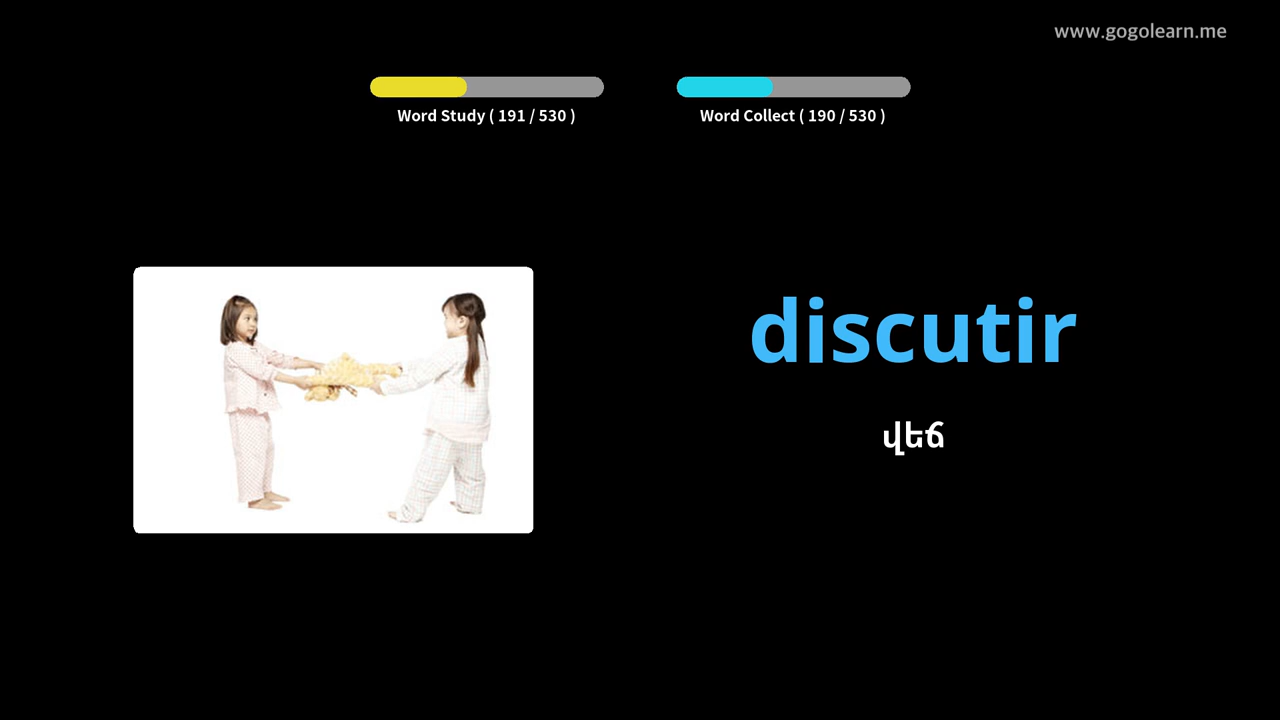 www.gogolearn.me
Word Study ( 191 / 530 )
Word Collect ( 190 / 530 )
discutir
վեճ